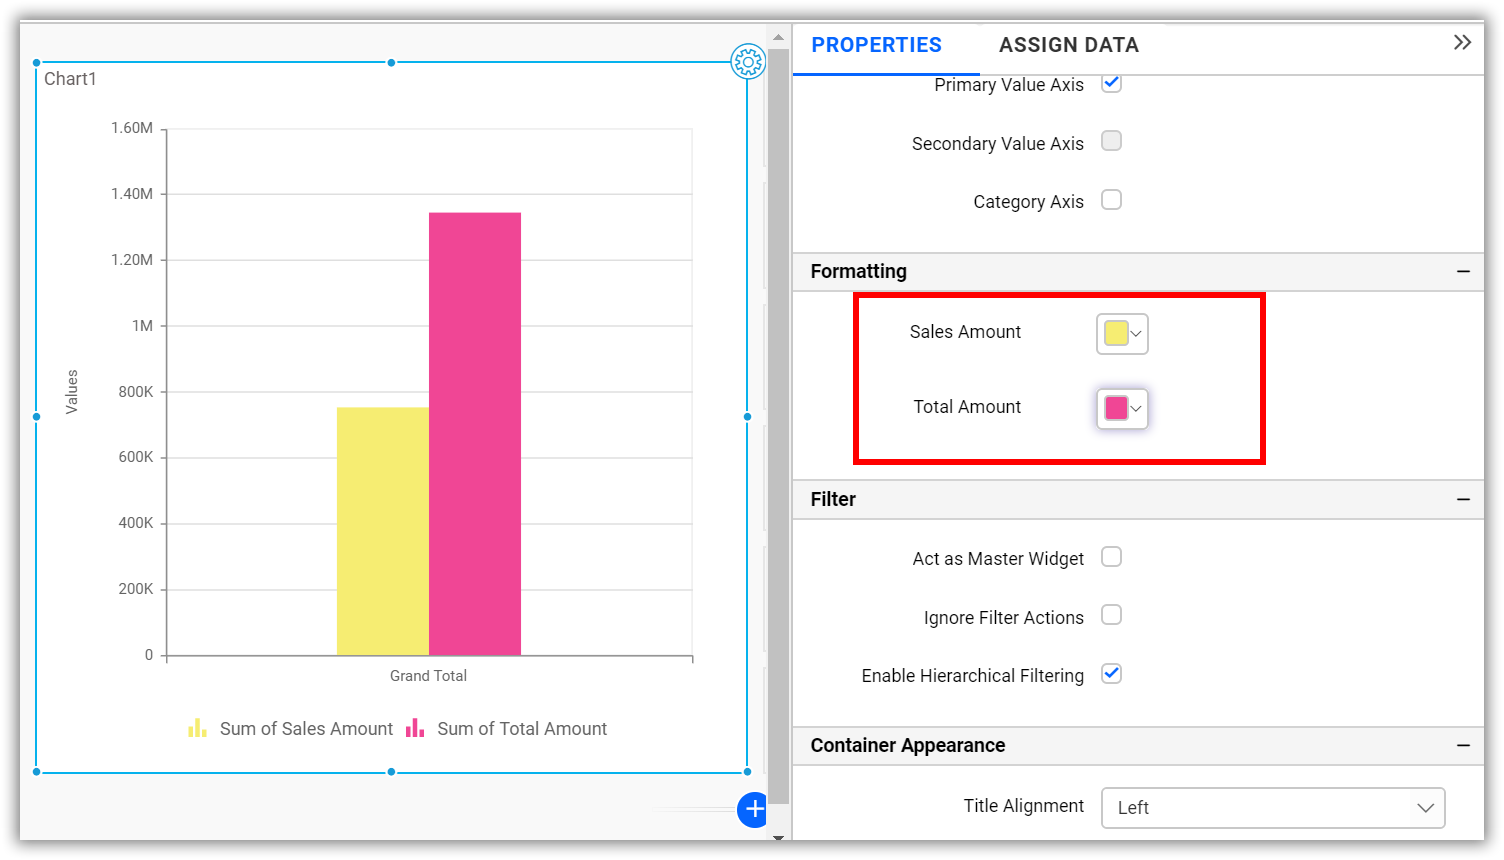 Chart1
1.60M
1.40M
1.20M
1M
800K
600K
400K
200K
0
Values
Grand Total
Sum of Sales Amount
Sum of Total Amount
PROPERTIES
ASSIGN DATA
Primary Value Axis
Secondary Value Axis
Category Axis
Formatting
Sales Amount
Total Amount
Filter
Act as Master Widget
Ignore Filter Actions
Enable Hierarchical Filtering
Container Appearance
Title Alignment
Left